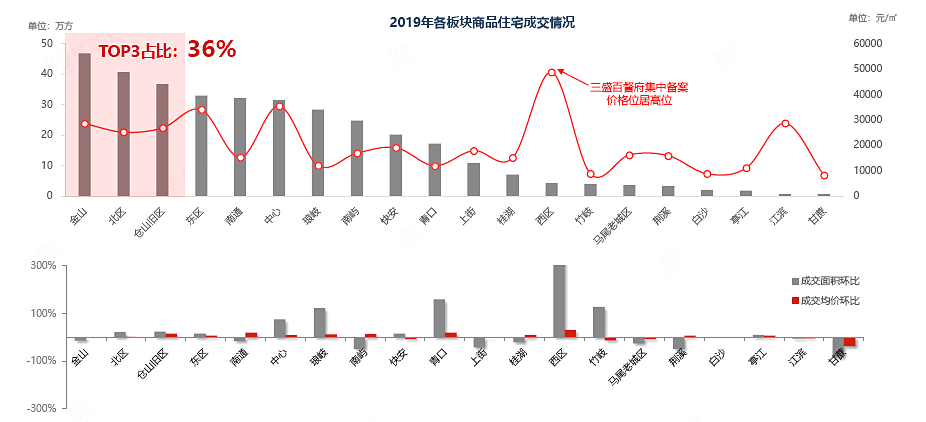 2019年各板块商品住宅成交情况
单位：万方
单位：元/㎡
TOP3占比：36%
三盛百督府集中备案
价格位居高位
50
40
30
20
10
0
60000
50000
40000
30000
20000
10000
0
金山
北区
仓山旧区
东区
南通
中心
琅岐
南屿
快安
青口
上街
桂湖
西区
竹岐
马尾老城区
荆溪
白沙
亭江
江滨
甘蔗
300%
100%
-100%
-300%
成交面积环比
成交均价环比
金山
北区
仓山旧区
东区
南通
中心
琅岐
南屿
快安
青口
上街
桂湖
西区
竹岐
马尾老城区
荆溪
白沙
亭江
江滨
甘蔗